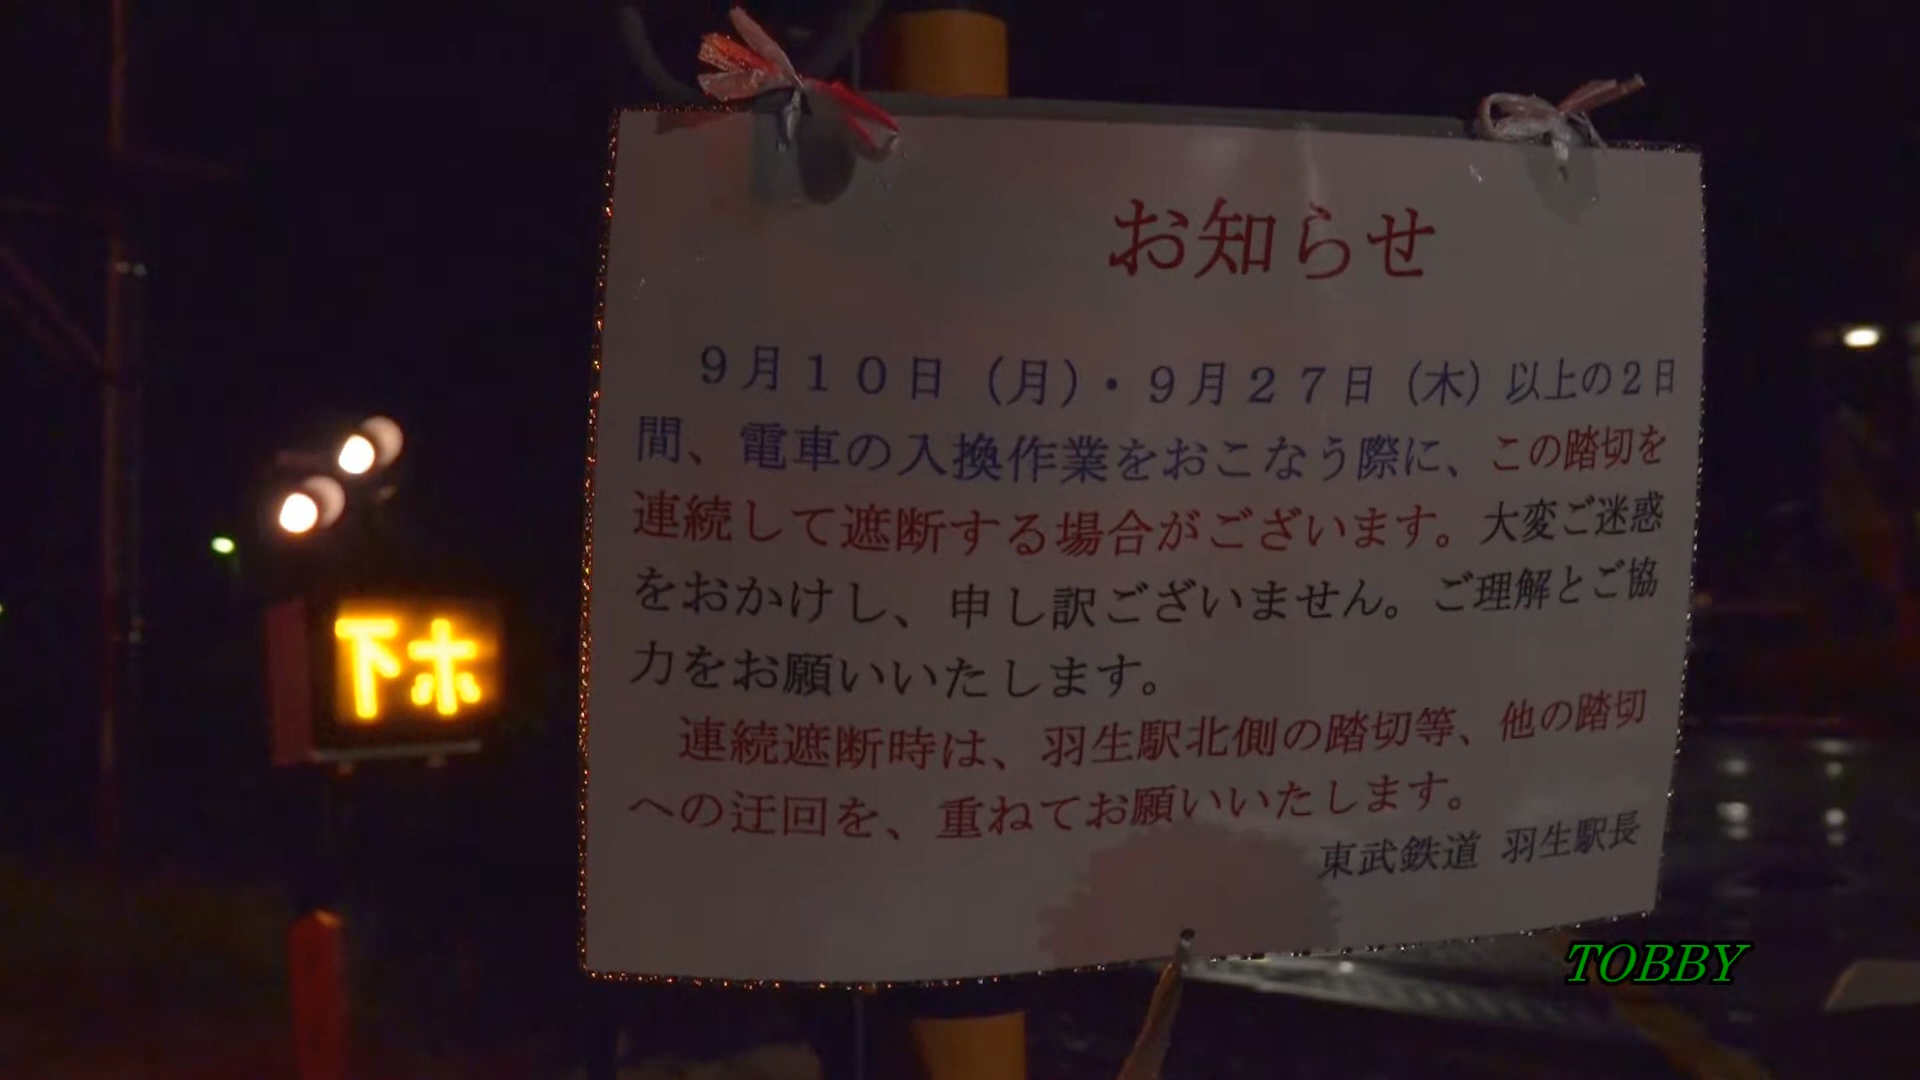 お知らせ
９月１０日（月）・９月２７日（木）以上の２日
間、電車の入換作業をおこなう際に、この踏切を
連続して遮断する場合がございます。大変ご迷惑
をおかけし、申し訳ございません。ご理解とご協
力をお願いいたします。
連続遮断時は、羽生駅北側の踏切等、他の踏切
への迂回を、重ねてお願いいたします。
東武鉄道 羽生駅長
下ホ
TOBBY